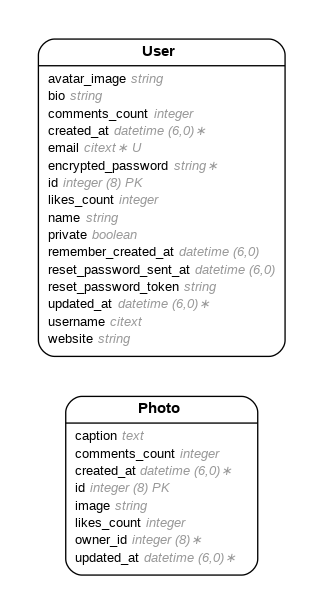 User
avatar_image string
bio string
comments_count integer
created_at datetime (6,0)∗
email citext∗ U
encrypted_password string∗
id integer (8) PK
likes_count integer
name string
private boolean
remember_created_at datetime (6,0)
reset_password_sent_at datetime (6,0)
reset_password_token string
updated_at datetime (6,0)∗
username citext
website string
Photo
caption text
comments_count integer
created_at datetime (6,0)∗
id integer (8) PK
image string
likes_count integer
owner_id integer (8)∗
updated_at datetime (6,0)∗